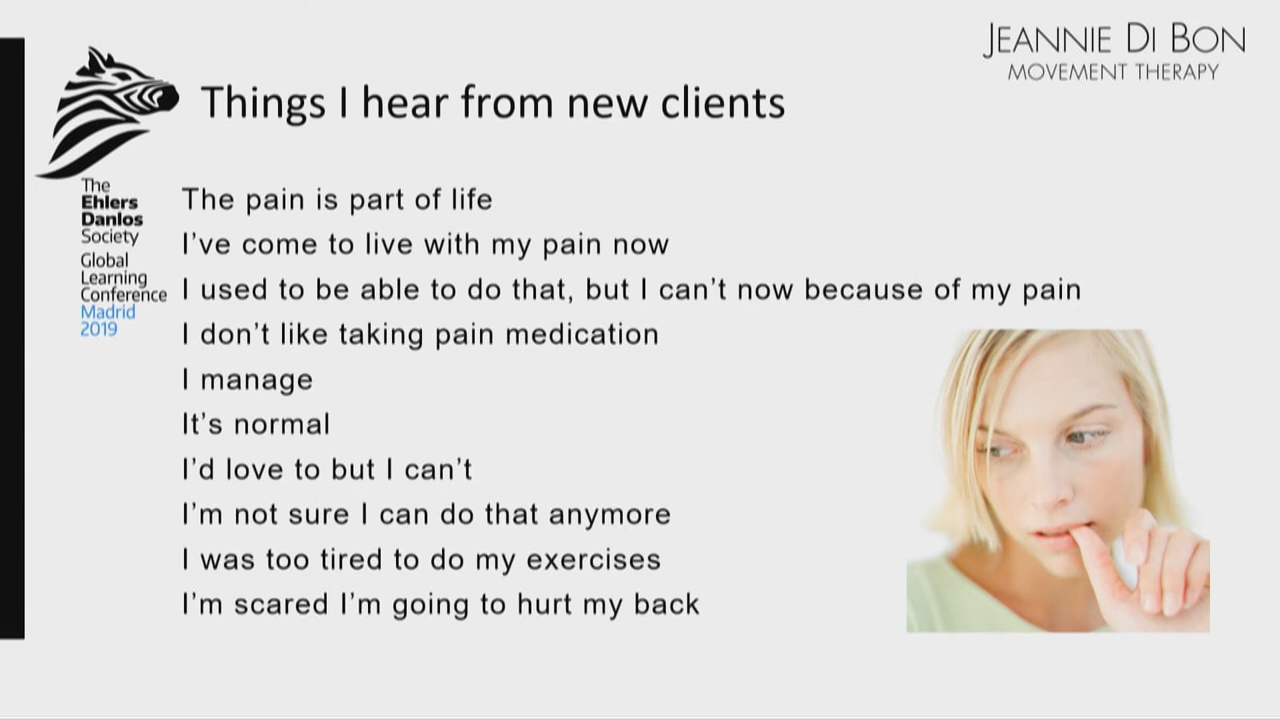 JEANNIE DI BON
MOVEMENT THERAPY
Things I hear from new clients
The
Ehlers
Danlos
Society
Global
Learning
Conference
Madrid
2019
The pain is part of life
I’ve come to live with my pain now
I used to be able to do that, but I can’t now because of my pain
I don’t like taking pain medication
I manage
It’s normal
I’d love to but I can’t
I’m not sure I can do that anymore
I was too tired to do my exercises
I’m scared I’m going to hurt my back